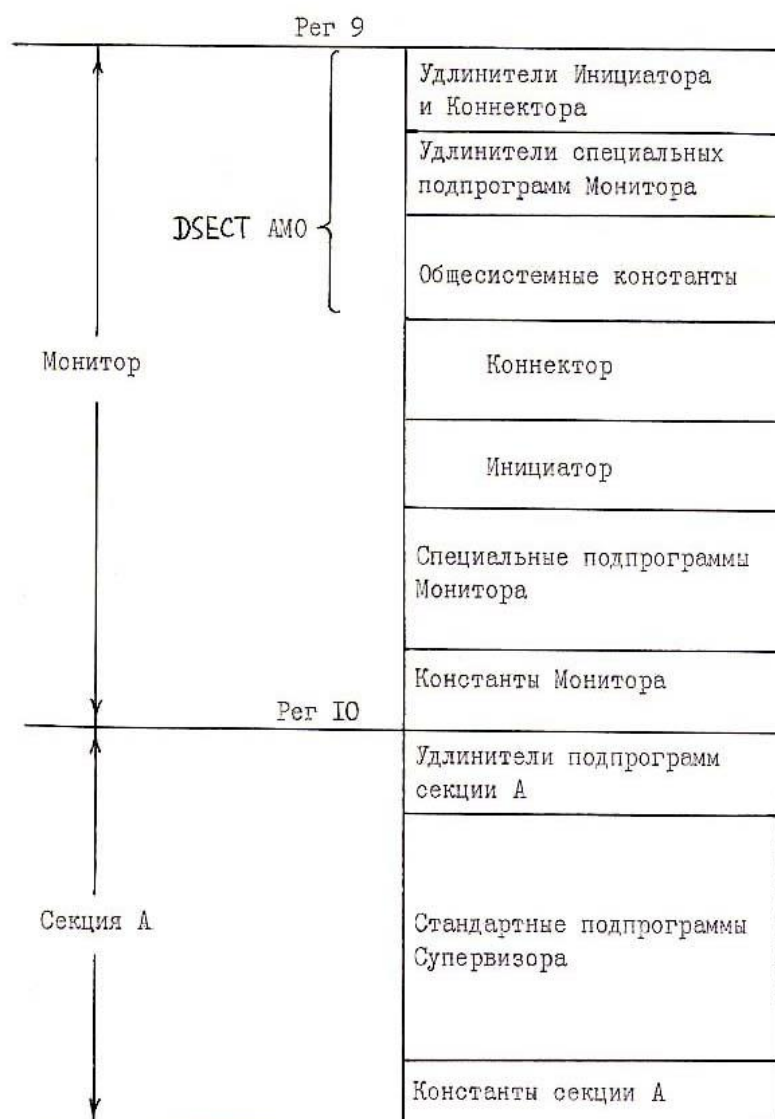 Рег 9
Удлинители Инициатора
и Коннектора
Удлинители специальных
подпрограмм Монитора
DSECT АМО
Общесистемные константы
Монитор
Коннектор
Инициатор
Специальные подпрограммы
Монитора
Константы Монитора
Рег IO
Удлинители подпрограмм
секции А
Секция А
Стандартные подпрограммы
Супервизора
Константы секции А